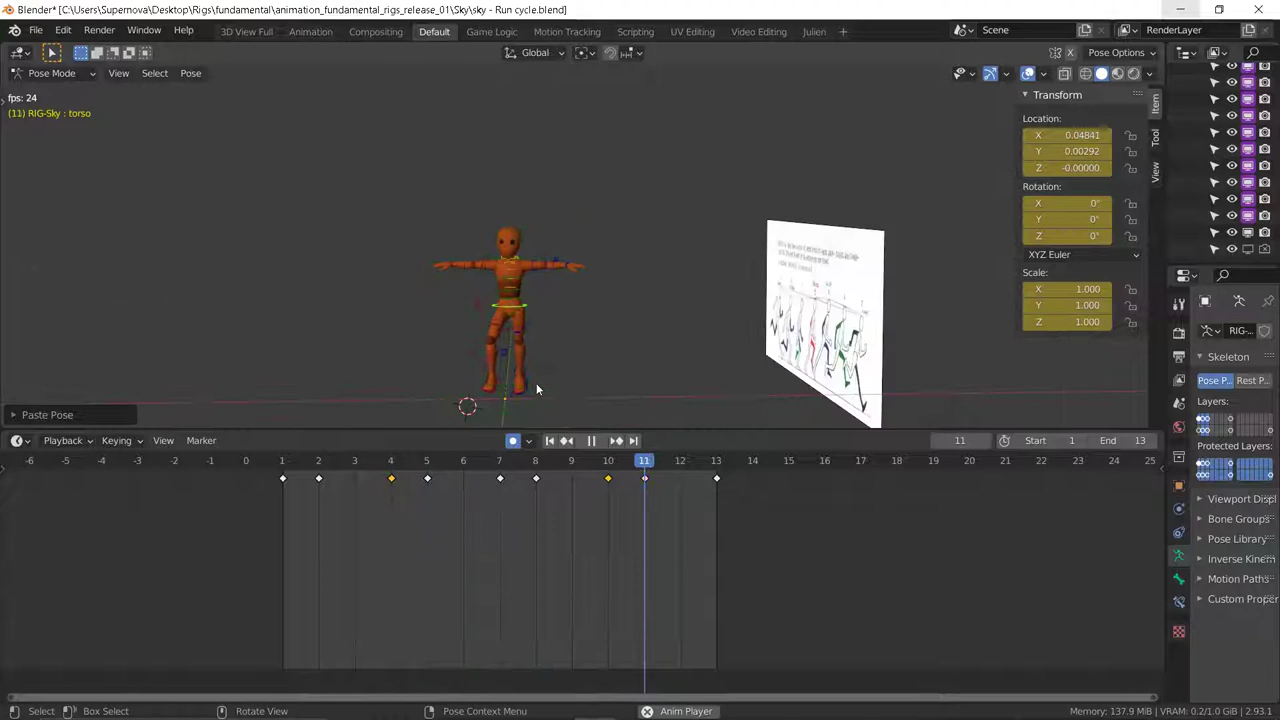 Blender* [C:\Users\Supernova\Desktop\Rigs\fundamental\animation_fundamental_rigs_release_01\Sky\sky - Run cycle.blend]
File Edit Render Window Help 3D View Full Animation Compositing Default Game Logic Motion Tracking Scripting UV Editing Video Editing Julien Scene RenderLayer
Global X Pose Options
Pose Mode View Select Pose
fps: 24
(11) RIG-Sky : torso
Transform
Location:
X 0.04841
Y 0.00292
Z -0.00000
Rotation:
X 0°
Y 0°
Z 0°
XYZ Euler
Scale:
X 1.000
Y 1.000
Z 1.000
Item
Tool
View
RIG-...
Skeleton
Pose P... Rest P...
Layers:
Protected Layers:
Viewport Displ
Bone Groups
Pose Library
Inverse Kinem
Motion Paths
Custom Proper
Paste Pose
Playback Keying View Marker 11 Start 1 End 13
-6 -5 -4 -3 -2 -1 0 1 2 3 4 5 6 7 8 9 10 11 12 13 14 15 16 17 18 19 20 21 22 23 24 25
Select Box Select Rotate View Pose Context Menu Anim Player Memory: 137.9 MiB | VRAM: 0.2/1.0 GiB | 2.93.1